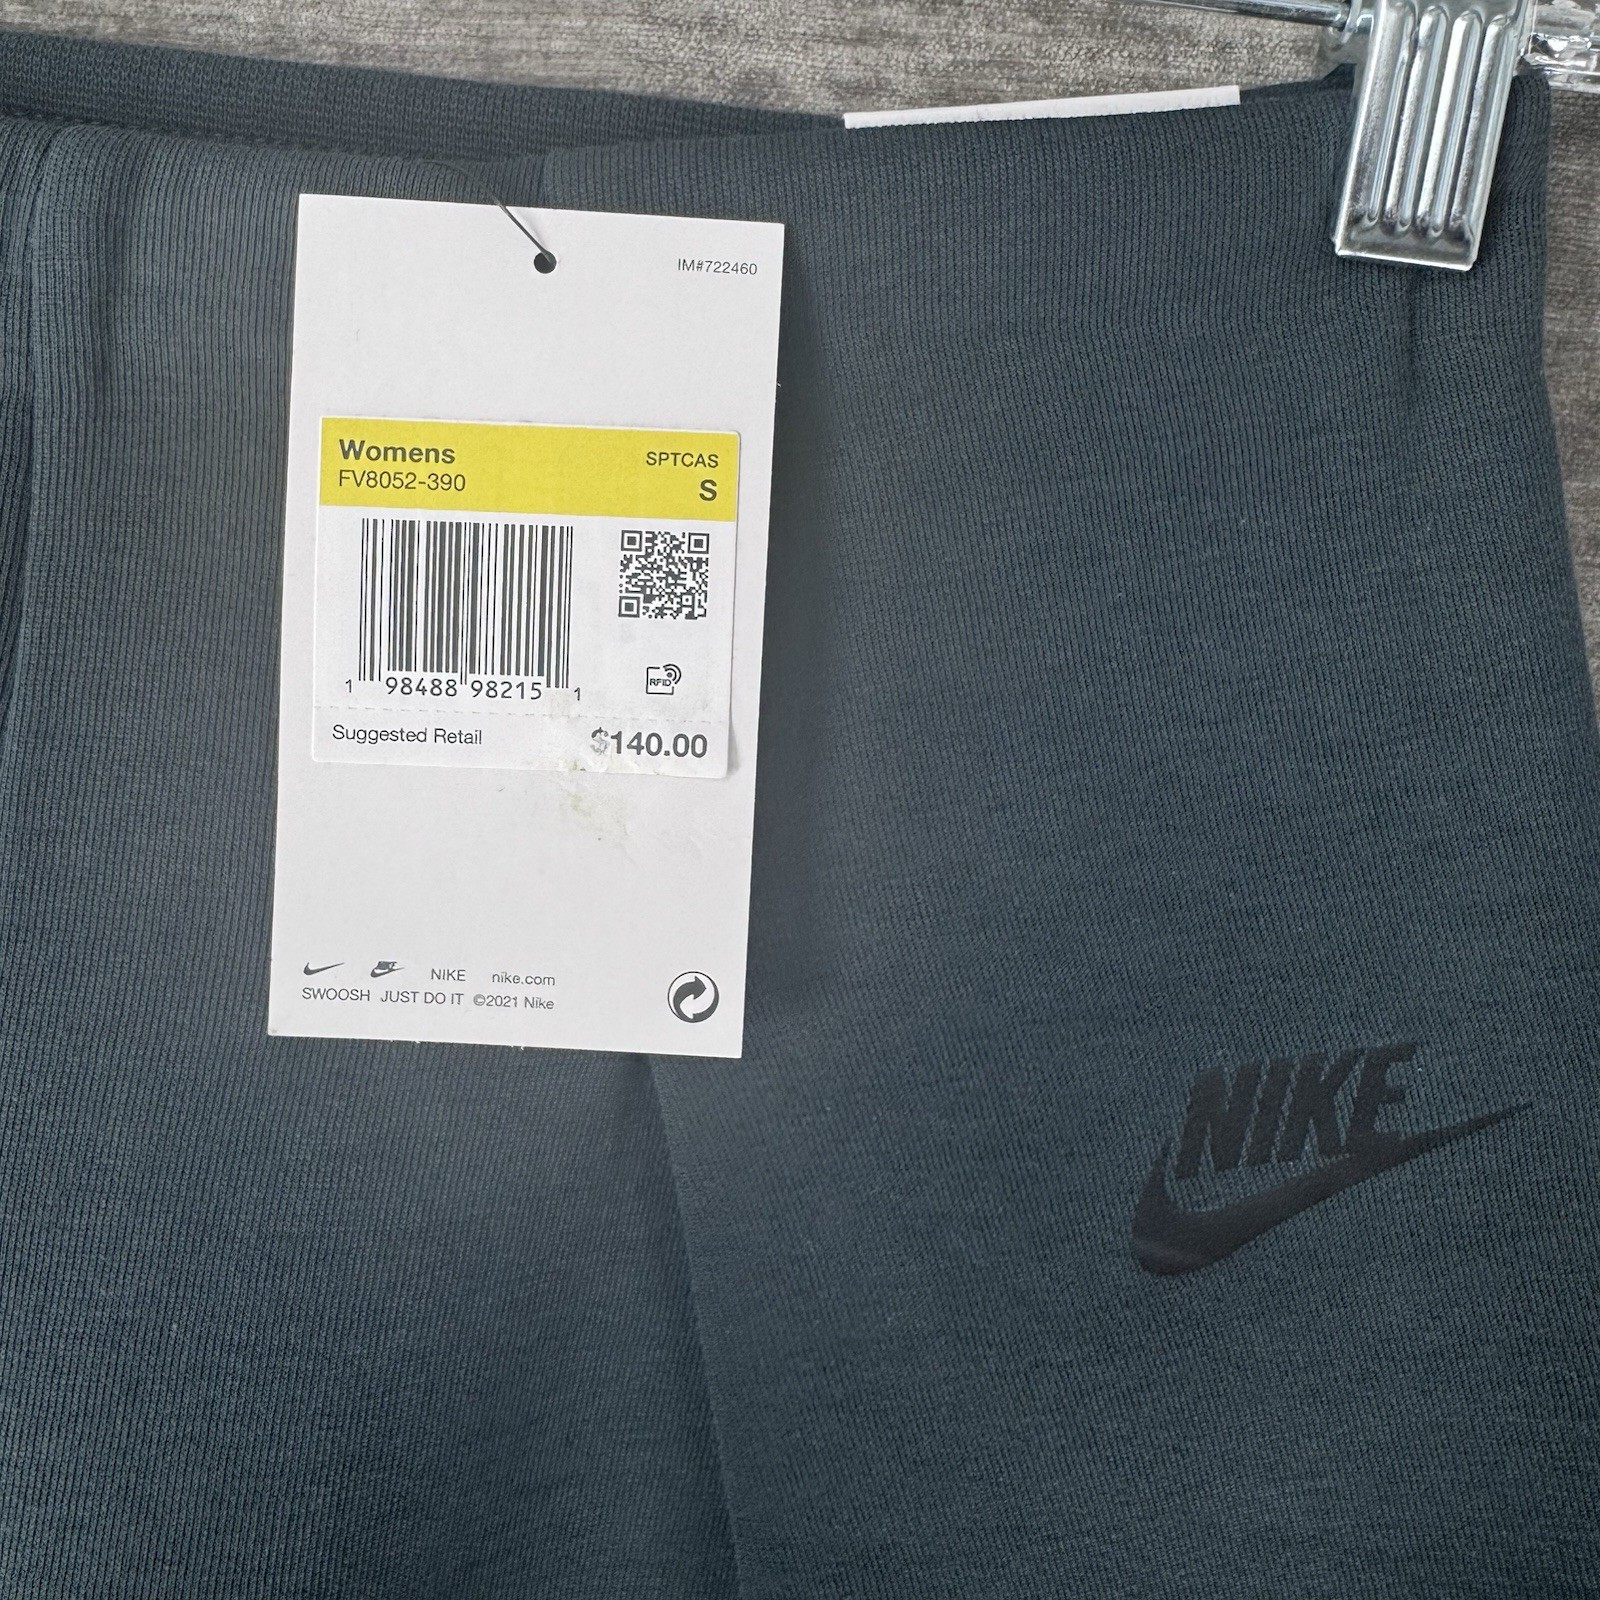 IM#722460
Womens
FV8052-390
SPTCAS
S
1 98488 98215 1
RFID
Suggested Retail $140.00
NIKE NIKE nike.com
SWOOSH JUST DO IT ©2021 Nike
NIKE